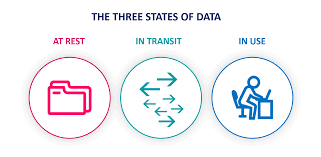 THE THREE STATES OF DATA
AT REST
IN TRANSIT
IN USE